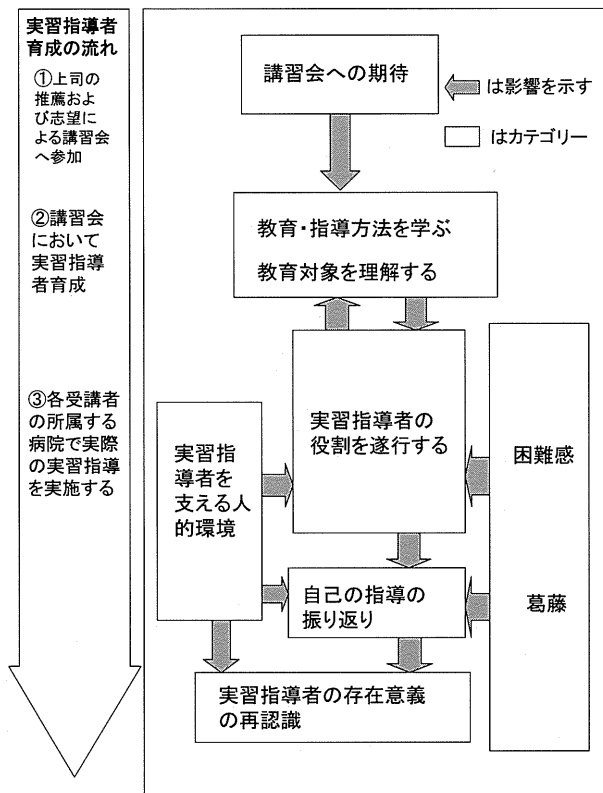 実習指導者
育成の流れ
①上司の
推薦およ
び志望に
よる講習会
へ参加
②講習会
において
実習指導
者育成
③各受講者
の所属する
病院で実際
の実習指導
を実施する
講習会への期待
は影響を示す
はカテゴリー
教育・指導方法を学ぶ
教育対象を理解する
実習指導者の
役割を遂行する
実習指
導者を
支える人
的環境
困難感
葛藤
自己の指導の
振り返り
実習指導者の存在意義
の再認識